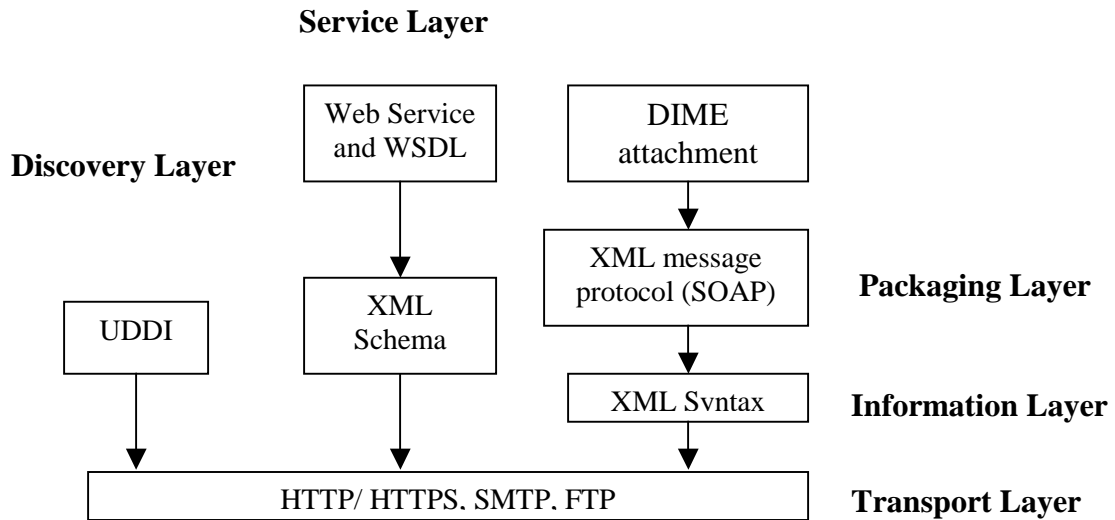 Service Layer
Web Service
and WSDL
DIME
attachment
Discovery Layer
XML message
protocol (SOAP)
Packaging Layer
UDDI
XML
Schema
XML Svntax
Information Layer
HTTP/ HTTPS, SMTP, FTP
Transport Layer